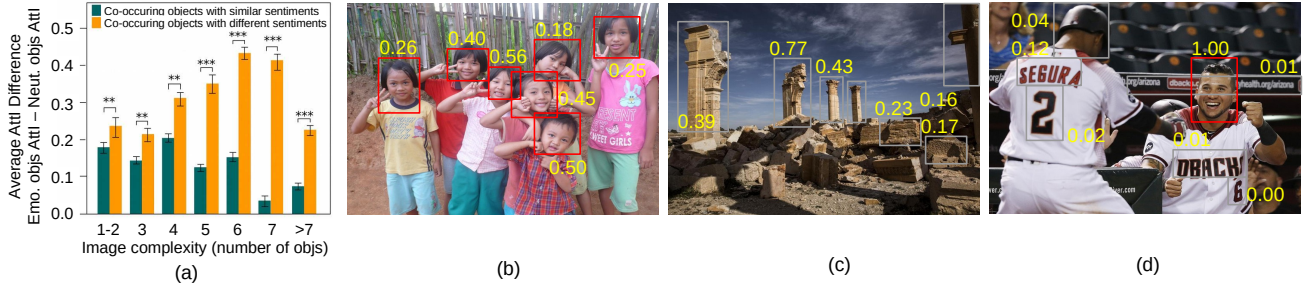 Co-occuring objects with similar sentiments
Co-occuring objects with different sentiments
Average AttI Difference
Emo. objs AttI – Neut. objs AttI
0.5
0.4
0.3
0.2
0.1
0.0
** ** ** *** *** *** ***
1-2 3 4 5 6 7 >7
Image complexity (number of objs)
(a)
0.26
0.40
0.56
0.18
0.25
0.45
0.50
PRESENT
SWEET GIRLS
(b)
0.39
0.77
0.43
0.23
0.16
0.17
(c)
0.04
0.12
1.00
0.01
SEGURA
2
0.02
0.01
0.00
6
(d)